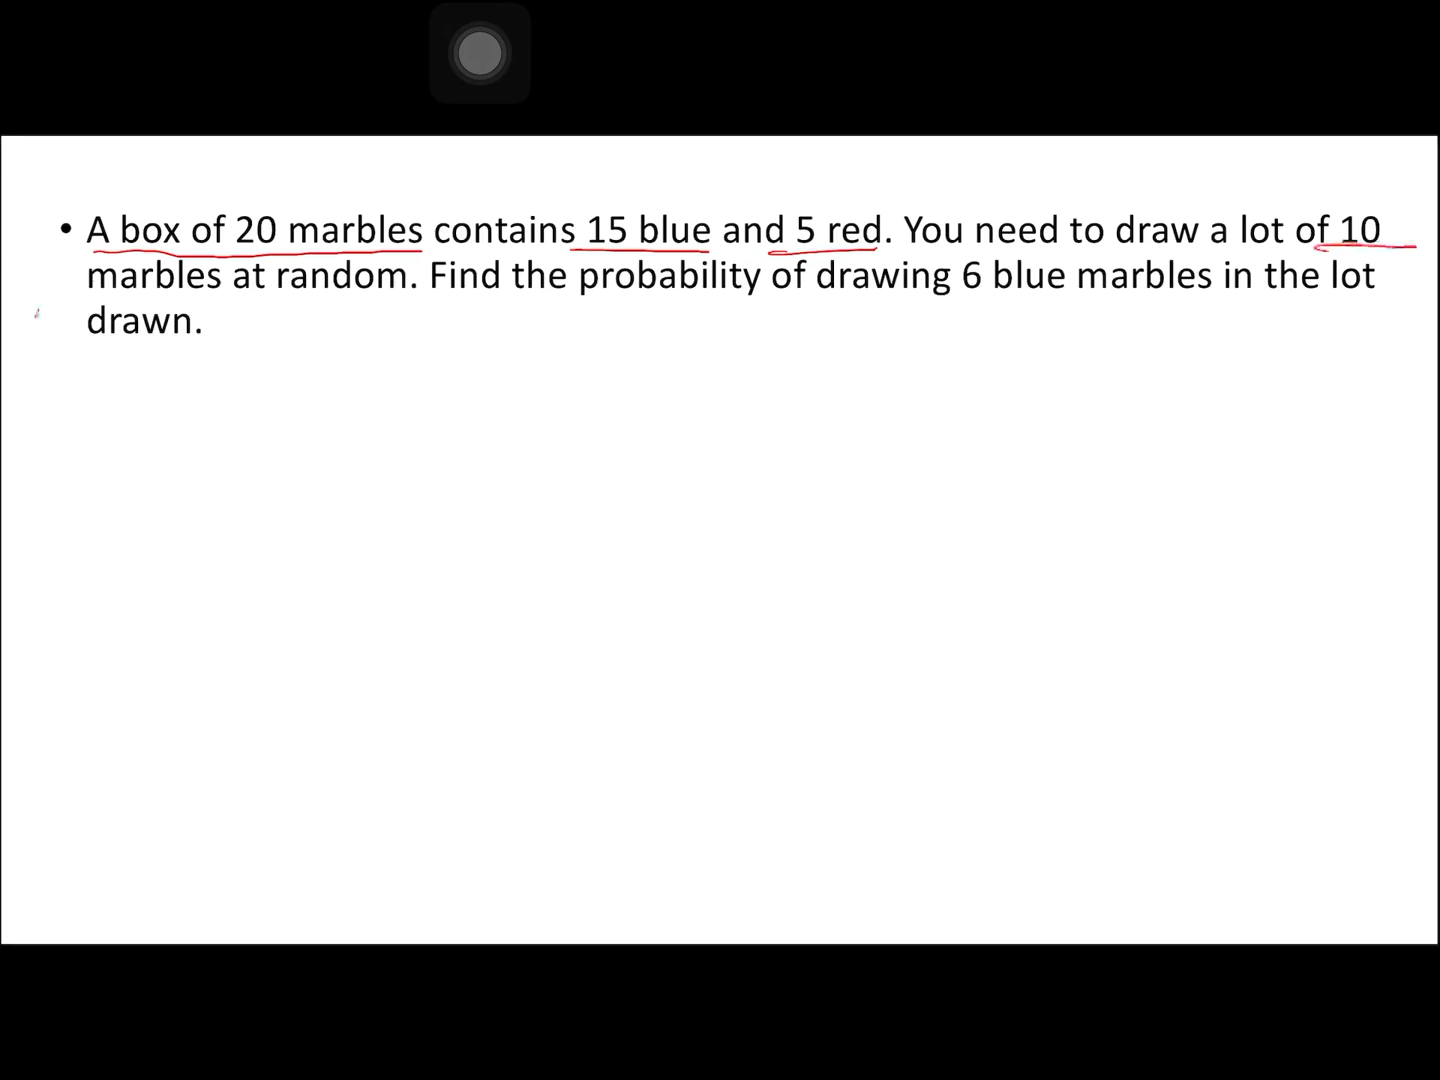 • A box of 20 marbles contains 15 blue and 5 red. You need to draw a lot of 10
marbles at random. Find the probability of drawing 6 blue marbles in the lot
drawn.